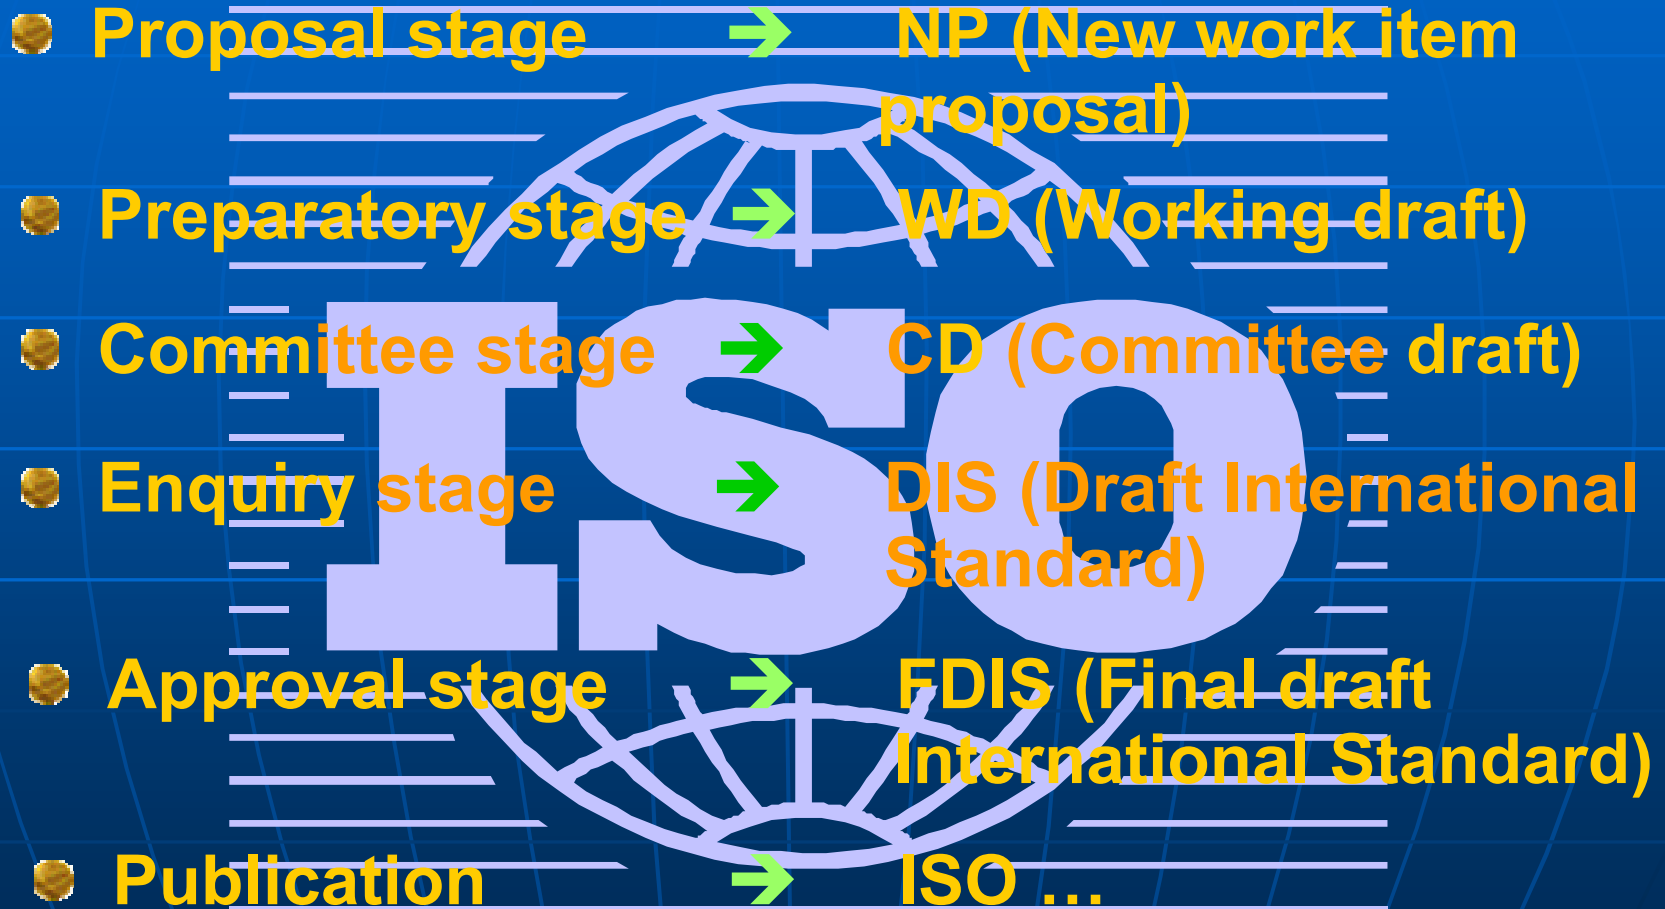 Proposal stage ➔ NP (New work item
proposal)
Preparatory stage ➔ WD (Working draft)
Committee stage ➔ CD (Committee draft)
Enquiry stage ➔ DIS (Draft International
Standard)
Approval stage ➔ FDIS (Final draft
International Standard)
Publication ➔ ISO …
ISO